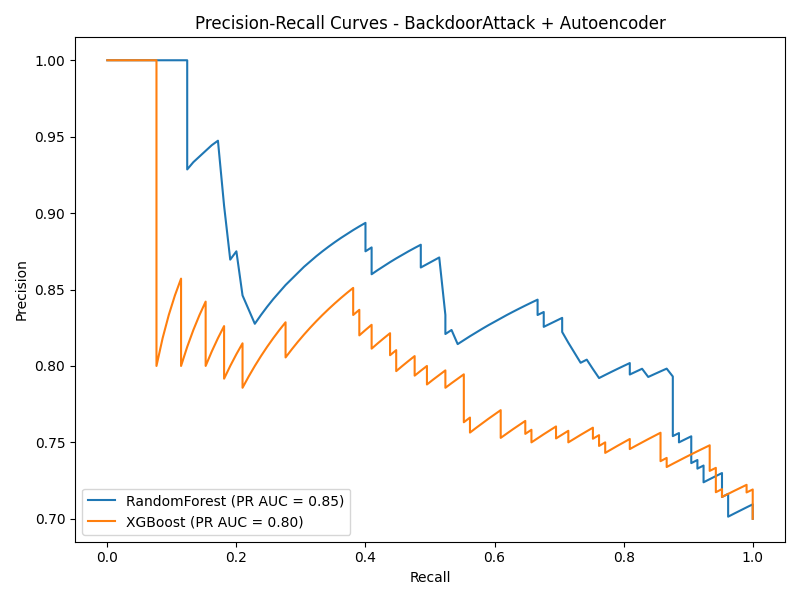 Precision-Recall Curves - BackdoorAttack + Autoencoder
1.00
0.95
0.90
0.85
0.80
0.75
0.70
Precision
RandomForest (PR AUC = 0.85)
XGBoost (PR AUC = 0.80)
0.0 0.2 0.4 0.6 0.8 1.0
Recall